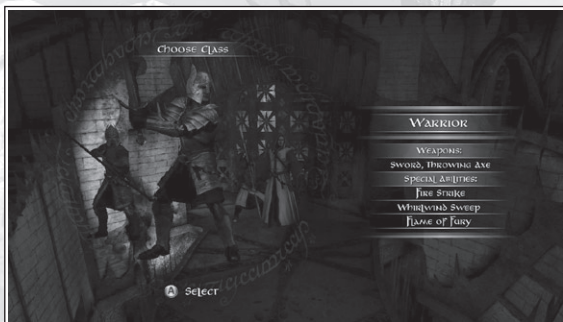 Choose Class
Warrior
Weapons:
Sword, Throwing Axe
Special Abilities:
Fire Strike
Whirlwind Sweep
Flame of Fury
A Select